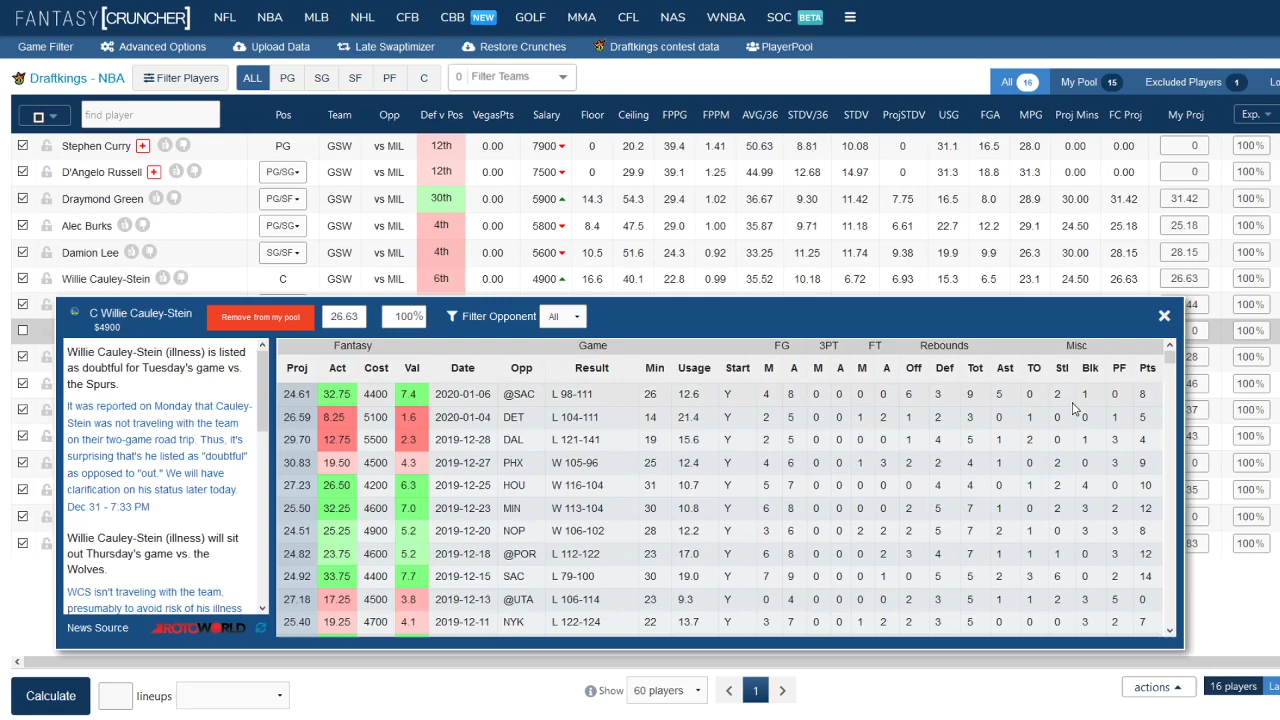 FANTASY[CRUNCHER] NFL NBA MLB NHL CFB CBB NEW GOLF MMA CFL NAS WNBA SOC BETA
Game Filter Advanced Options Upload Data Late Swaptimizer Restore Crunches Draftkings contest data PlayerPool
Draftkings - NBA Filter Players ALL PG SG SF PF C 0 Filter Teams All 16 My Pool 15 Excluded Players 1 Lo
find player Pos Team Opp Def v Pos VegasPts Salary Floor Ceiling FPPG FPPM AVG/36 STDV/36 STDV ProjSTDV USG FGA MPG Proj Mins FC Proj My Proj Exp.
Stephen Curry PG GSW vs MIL 12th 0.00 7900 0 20.2 39.4 1.41 50.63 8.81 10.08 0 31.1 16.5 28.0 0.00 0.00 0 100%
D'Angelo Russell PG/SG GSW vs MIL 12th 0.00 7500 0 29.9 39.1 1.25 44.99 12.68 14.97 0 31.3 18.8 31.3 0.00 0.00 0 100%
Draymond Green PG/SF GSW vs MIL 30th 0.00 5900 14.3 54.3 29.4 1.02 36.67 9.30 11.42 7.75 16.5 8.0 28.9 30.00 31.42 31.42 100%
Alec Burks PG/SG GSW vs MIL 4th 0.00 5800 8.4 47.5 29.0 1.00 35.87 9.71 11.18 6.61 22.7 12.2 29.1 24.50 25.18 25.18 100%
Damion Lee SG/SF GSW vs MIL 4th 0.00 5600 10.5 51.6 24.3 0.92 33.25 11.25 11.74 9.38 19.9 9.9 26.3 30.00 28.15 28.15 100%
Willie Cauley-Stein C GSW vs MIL 6th 0.00 4900 16.6 40.1 22.8 0.99 35.52 10.18 6.72 6.93 15.3 6.5 23.1 24.50 26.63 26.63 100%
44 100%
0 100%
28 100%
46 100%
37 100%
43 100%
0 100%
35 100%
0 100%
83 100%
C Willie Cauley-Stein
$4900
Remove from my pool 26.63 100% Filter Opponent All
Willie Cauley-Stein (illness) is listed
as doubtful for Tuesday's game vs.
the Spurs.
It was reported on Monday that Cauley-
Stein was not traveling with the team
on their two-game road trip. Thus, it's
surprising that he's listed as "doubtful"
as opposed to "out." We will have
clarification on his status later today.
Dec 31 - 7:33 PM
Willie Cauley-Stein (illness) will sit
out Thursday's game vs. the
Wolves.
WCS isn't traveling with the team,
presumably to avoid risk of his illness
News Source ROTOWORLD
Fantasy Game FG 3PT FT Rebounds Misc
Proj Act Cost Val Date Opp Result Min Usage Start M A M A M A Off Def Tot Ast TO Stl Blk PF Pts
24.61 32.75 4400 7.4 2020-01-06 @SAC L 98-111 26 12.6 Y 4 8 0 0 0 0 6 3 9 5 0 2 1 0 8
26.59 8.25 5100 1.6 2020-01-04 DET L 104-111 14 21.4 Y 2 5 0 0 1 2 1 2 3 0 0 0 0 1 5
29.70 12.75 5500 2.3 2019-12-28 DAL L 121-141 19 15.6 Y 2 5 0 0 0 0 1 4 5 1 2 0 1 3 4
30.83 19.50 4500 4.3 2019-12-27 PHX W 105-96 25 12.4 Y 4 6 0 0 1 3 2 2 4 1 0 2 0 3 9
27.23 26.50 4200 6.3 2019-12-25 HOU W 116-104 31 10.7 Y 5 7 0 0 0 0 0 4 4 0 1 2 4 0 10
25.50 32.25 4600 7.0 2019-12-23 MIN W 113-104 30 10.8 Y 6 8 0 0 0 0 2 5 7 1 0 2 3 2 12
24.51 25.25 4900 5.2 2019-12-20 NOP W 106-102 28 12.2 Y 3 6 0 0 2 2 2 5 7 2 1 0 3 3 8
24.82 23.75 4600 5.2 2019-12-18 @POR L 112-122 23 17.0 Y 6 8 0 0 0 0 3 4 7 1 1 1 0 3 12
24.92 33.75 4400 7.7 2019-12-15 SAC L 79-100 30 19.0 Y 7 9 0 0 0 1 0 5 5 2 3 6 0 2 14
27.18 17.25 4500 3.8 2019-12-13 @UTA L 106-114 23 9.3 Y 0 4 0 0 0 0 2 3 5 1 1 2 3 5 0
25.40 19.25 4700 4.1 2019-12-11 NYK L 122-124 22 13.7 Y 3 7 0 0 1 2 2 3 5 1 0 0 3 2 7
Calculate lineups Show 60 players 1 actions 16 players La